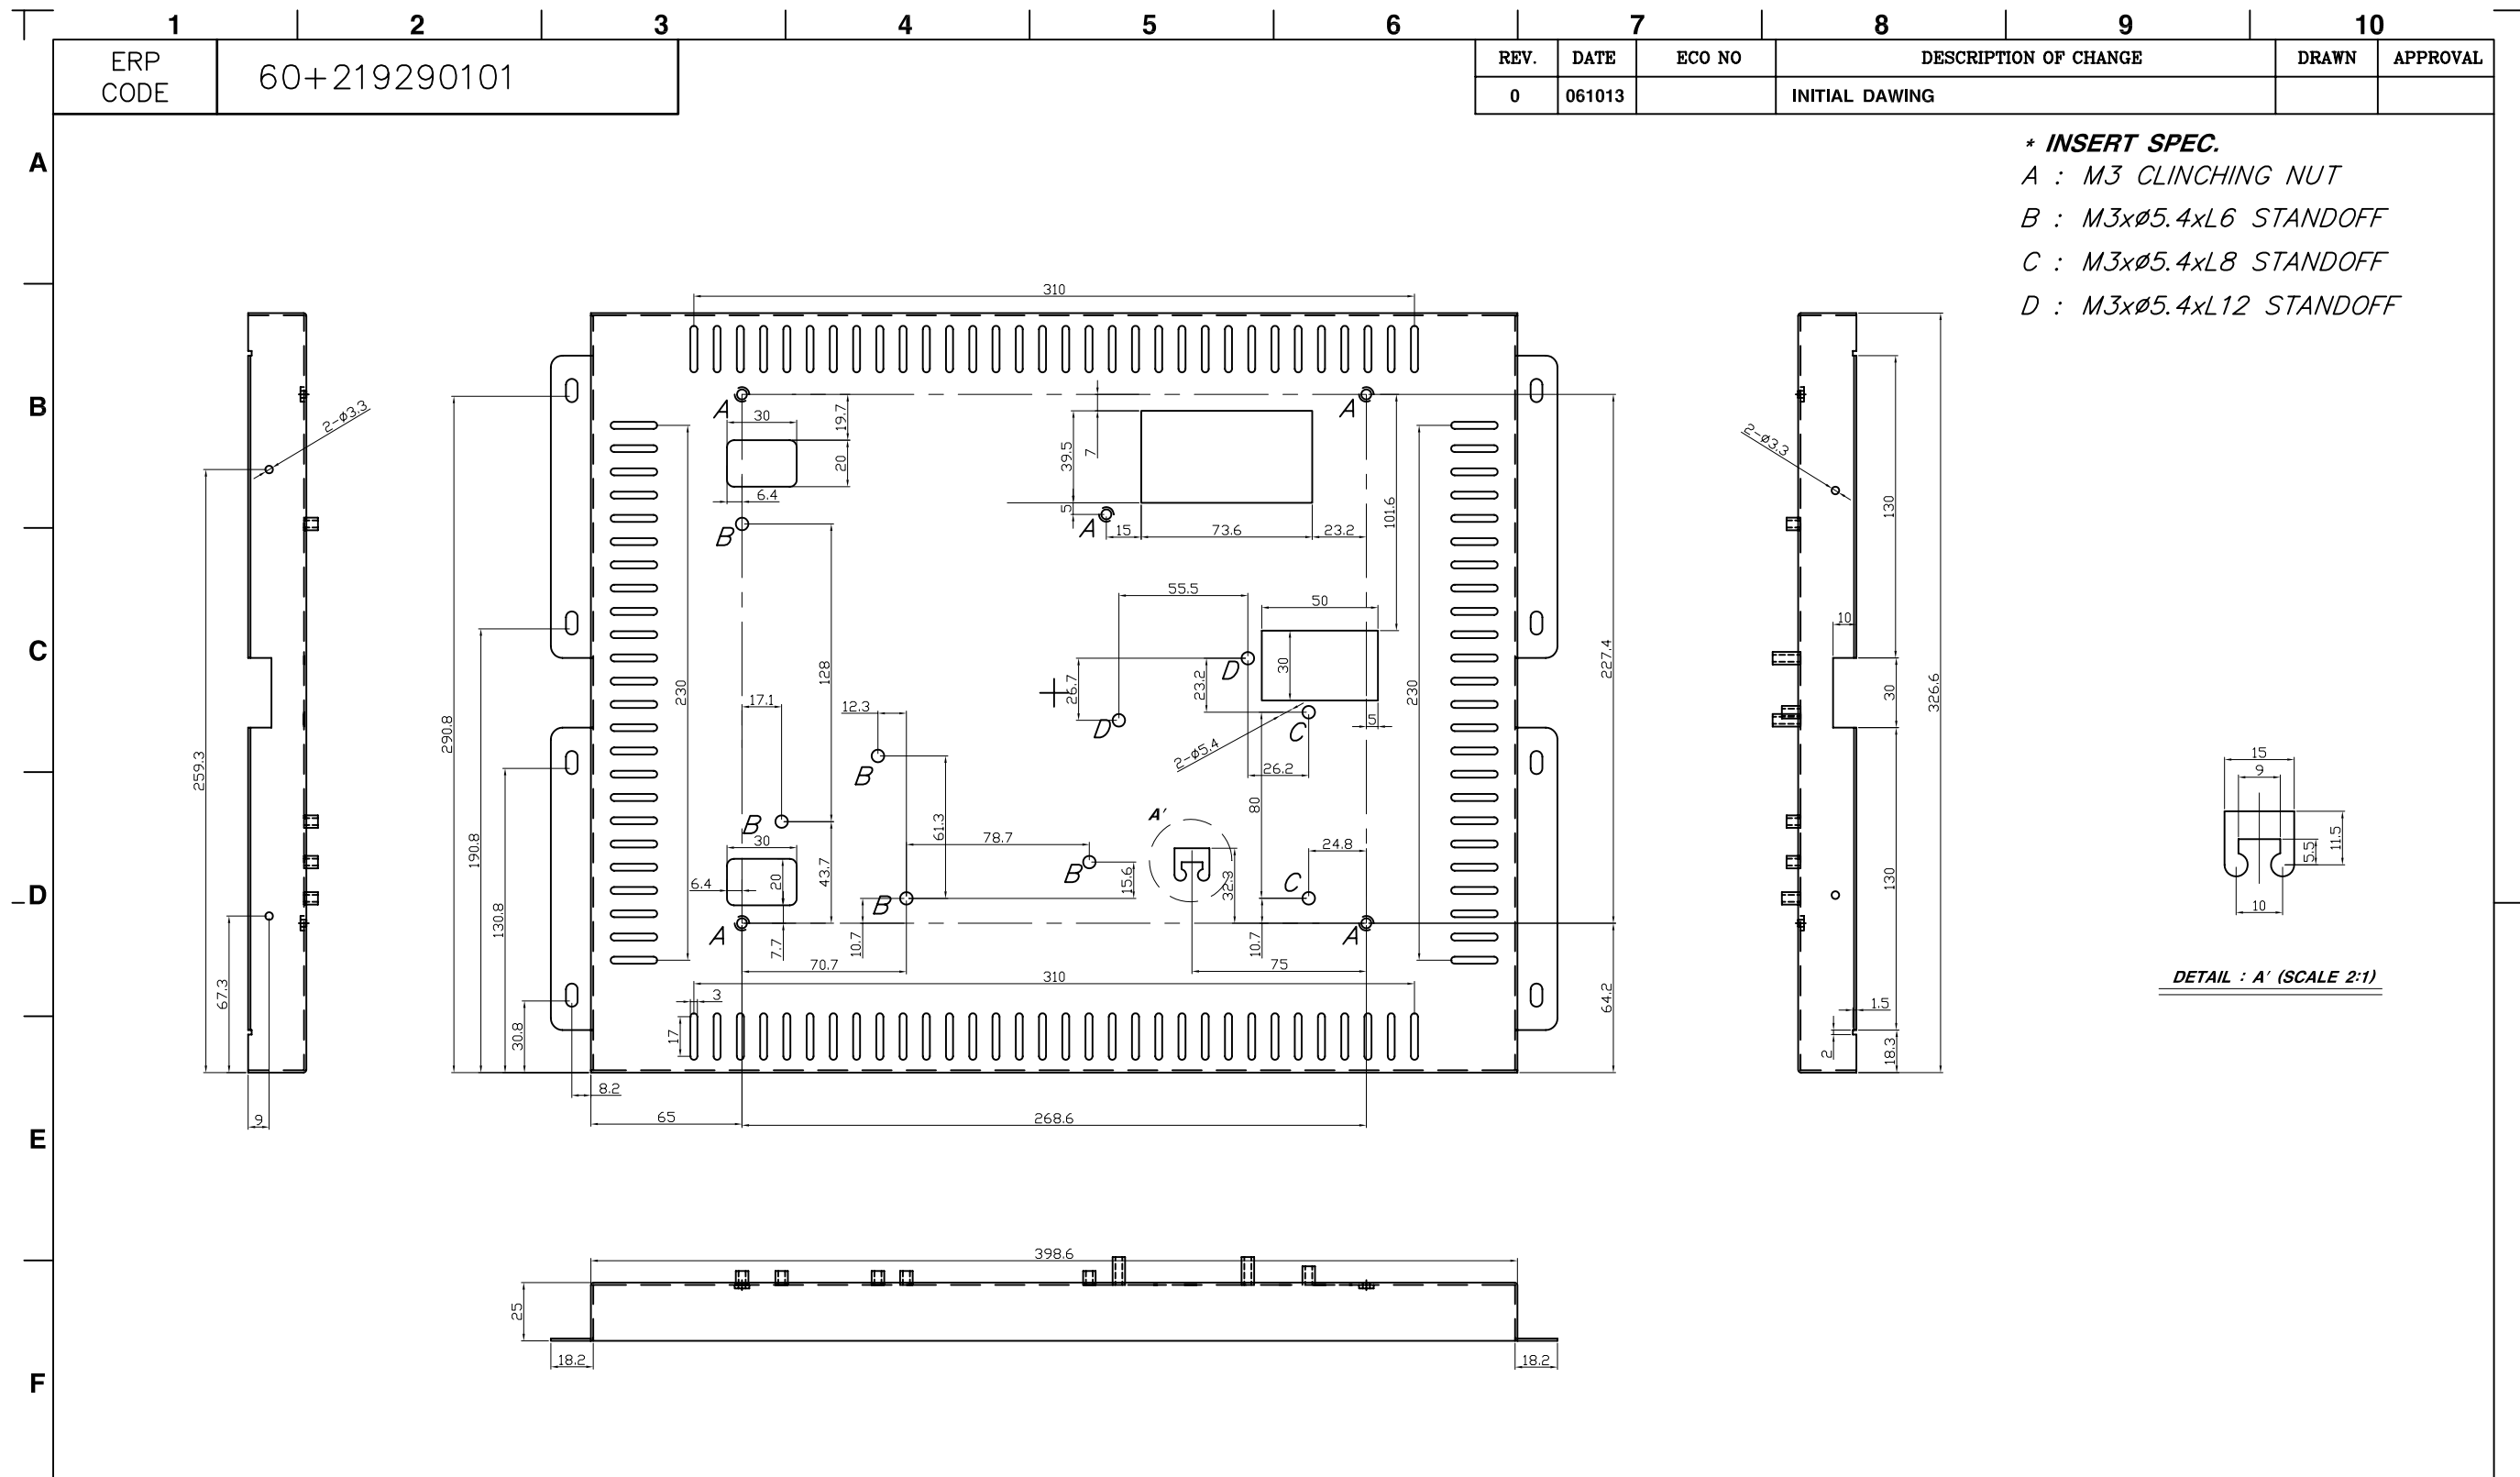 1 2 3 4 5 6 7 8 9 10
ERP CODE
60+219290101
REV. DATE ECO NO DESCRIPTION OF CHANGE DRAWN APPROVAL
0 061013 INITIAL DAWING
* INSERT SPEC.
A : M3 CLINCHING NUT
B : M3xø5.4xL6 STANDOFF
C : M3xø5.4xL8 STANDOFF
D : M3xø5.4xL12 STANDOFF
A
B
C
D
E
F
2-ø3.3
259.3
67.3
9
290.8
190.8
130.8
30.8
8.2
310
A
30
19.7
20
6.4
B
39.5
7
5
A
15
73.6
23.2
A
101.6
230
128
17.1
12.3
B
55.5
50
D
30
26.7
23.2
D
2-ø5.4
C
5
26.2
230
227.4
B
30
43.7
6.4
20
61.3
78.7
B
15.6
A'
32.3
80
24.8
C
B
A
7.7
10.7
70.7
10.7
A
75
310
3
17
64.2
65
268.6
2-ø3.3
130
10
30
326.6
130
1.5
2
18.3
15
9
5.5
11.5
10
DETAIL : A' (SCALE 2:1)
398.6
25
18.2
18.2